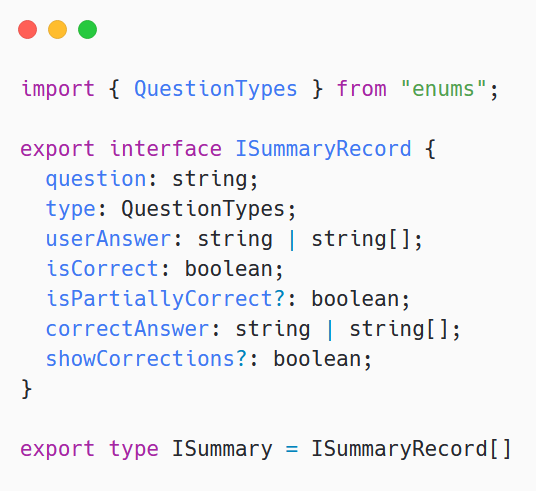 import { QuestionTypes } from "enums";
export interface ISummaryRecord {
question: string;
type: QuestionTypes;
userAnswer: string | string[];
isCorrect: boolean;
isPartiallyCorrect?: boolean;
correctAnswer: string | string[];
showCorrections?: boolean;
}
export type ISummary = ISummaryRecord[]